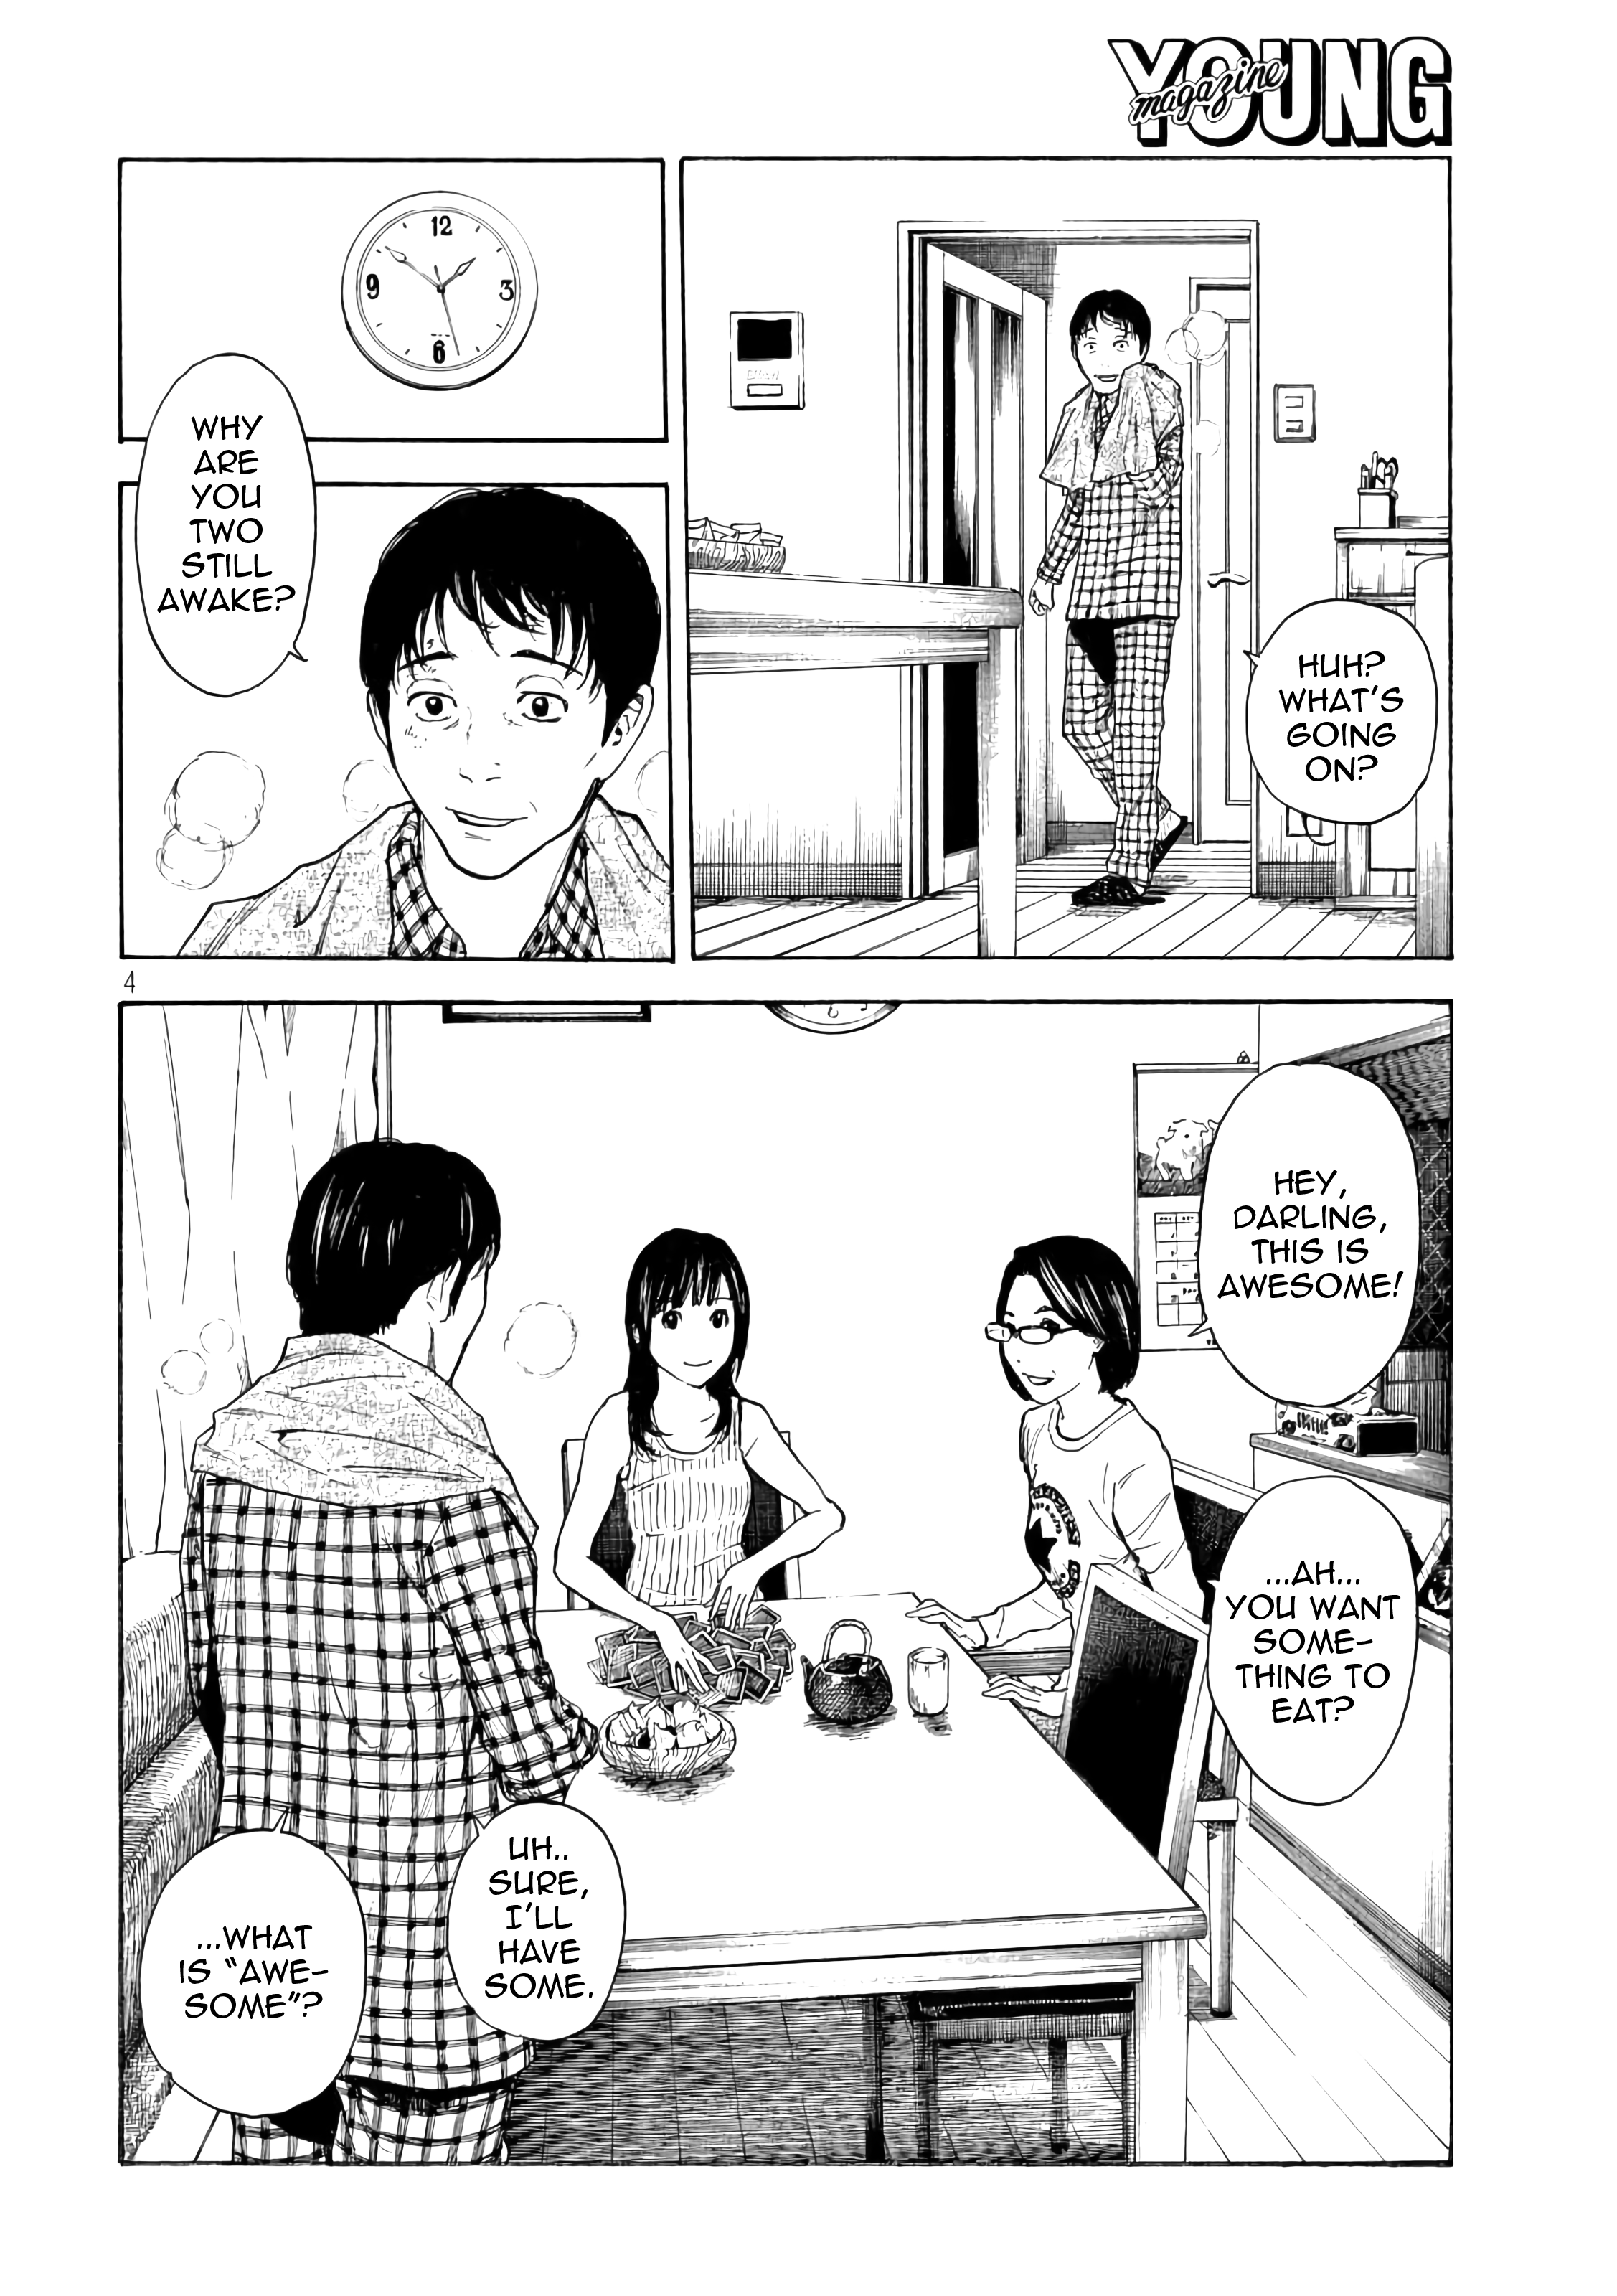 YOUNG
magazine
HUH?
WHAT'S
GOING
ON?
12
3
6
9
WHY
ARE
YOU
TWO
STILL
AWAKE?
4
HEY,
DARLING,
THIS IS
AWESOME!
...AH...
YOU WANT
SOME-
THING TO
EAT?
UH..
SURE,
I'LL
HAVE
SOME.
...WHAT
IS "AWE-
SOME"?